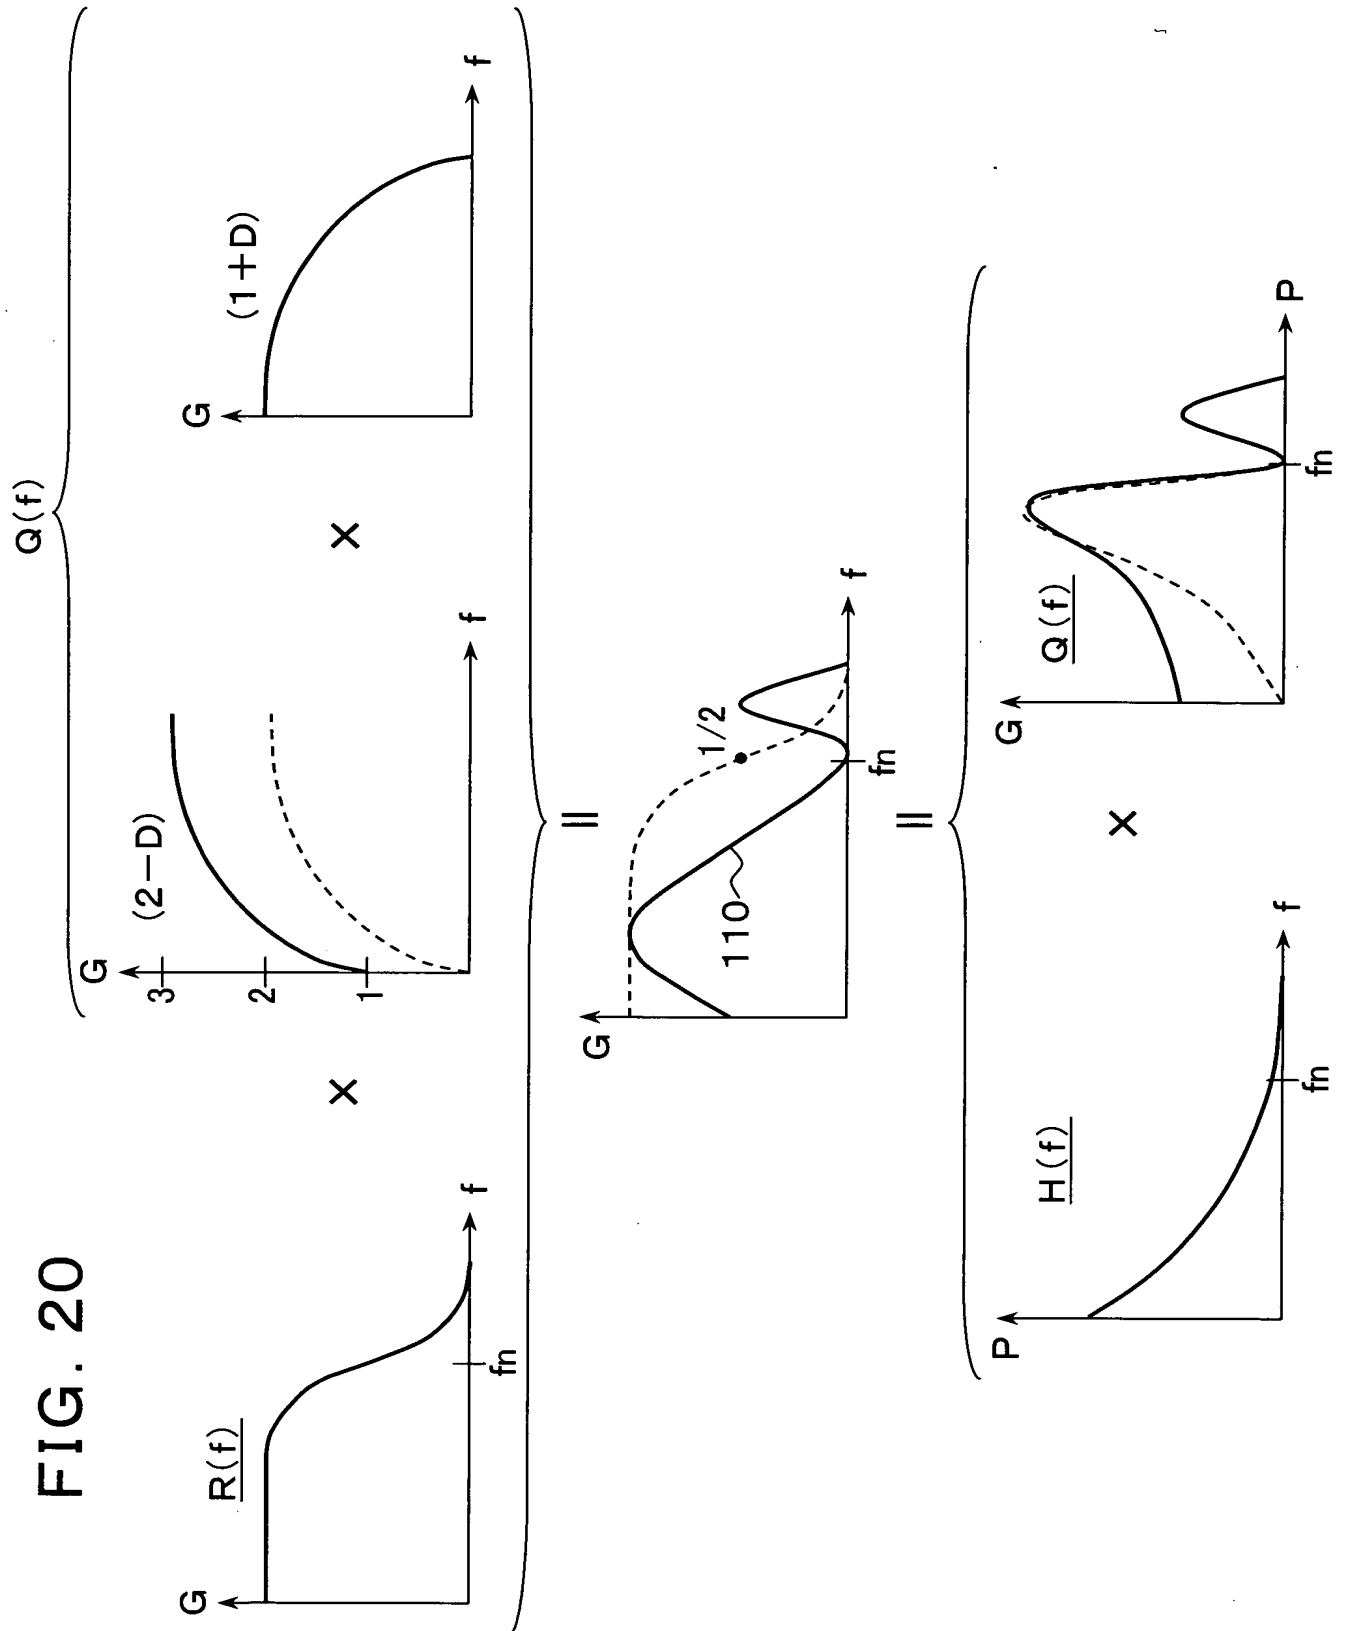 FIG. 20
Q(f)
R(f)
G
f
fn
×
(2−D)
G
3
2
1
f
×
(1+D)
G
f
=
G
110
1/2
fn
f
=
H(f)
P
fn
f
×
Q(f)
G
fn
P